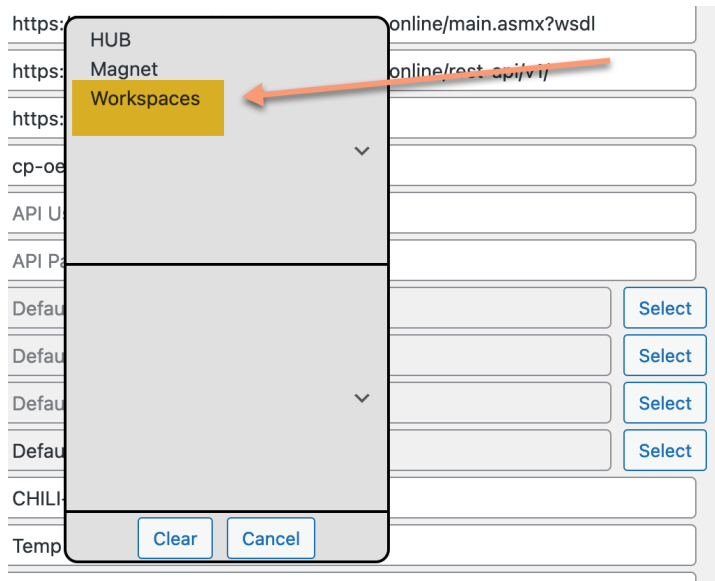 https:
online/main.asmx?wsdl
HUB
https:
Magnet
online/rest-api/v1/
Workspaces
https:
cp-oe
API U
API Pa
Defau
Select
Defau
Select
Defau
Select
Defau
Select
CHILI-
Temp
Clear
Cancel